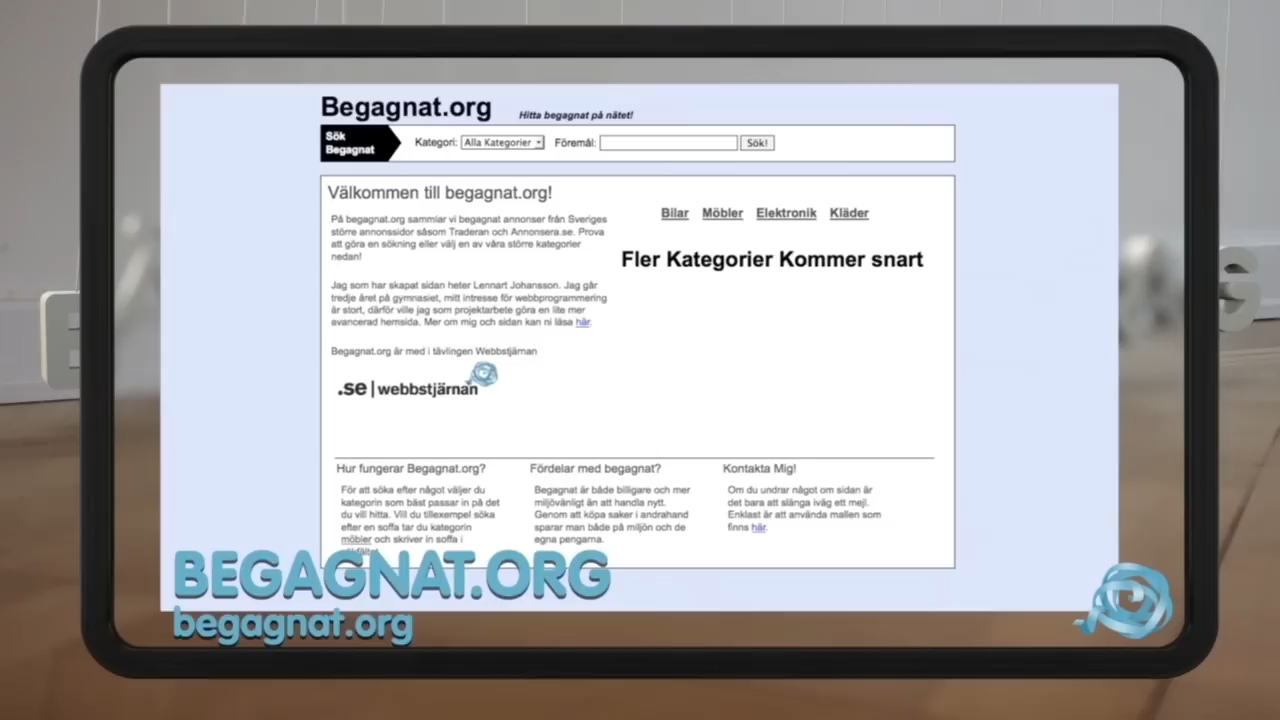 Begagnat.org
Hitta begagnat på nätet!
Sök
Begagnat
Kategori: Alla Kategorier
Föremål:
Sök!
Välkommen till begagnat.org!
På begagnat.org sammlar vi begagnat annonser från Sveriges
större annonssidor såsom Traderan och Annonsera.se. Prova
att göra en sökning eller välj en av våra större kategorier
nedan!
Jag som har skapat sidan heter Lennart Johansson. Jag går
tredje året på gymnasiet, mitt intresse för webbprogrammering
är stort, därför ville jag som projektarbete göra en lite mer
avancerad hemsida. Mer om mig och sidan kan ni läsa här.
Begagnat.org är med i tävlingen Webbstjärnan
.se | webbstjärnan
Bilar Möbler Elektronik Kläder
Fler Kategorier Kommer snart
Hur fungerar Begagnat.org?
För att söka efter något väljer du
kategorin som bäst passar in på det
du vill hitta. Vill du tillexempel söka
efter en soffa tar du kategorin
möbler och skriver in soffa i
Fördelar med begagnat?
Begagnat är både billigare och mer
miljövänligt än att handla nytt.
Genom att köpa saker i andrahand
sparar man både på miljön och de
egna pengarna.
Kontakta Mig!
Om du undrar något om sidan är
det bara att slänga iväg ett mejl.
Enklast är att använda mallen som
finns här.
BEGAGNAT.ORG
begagnat.org